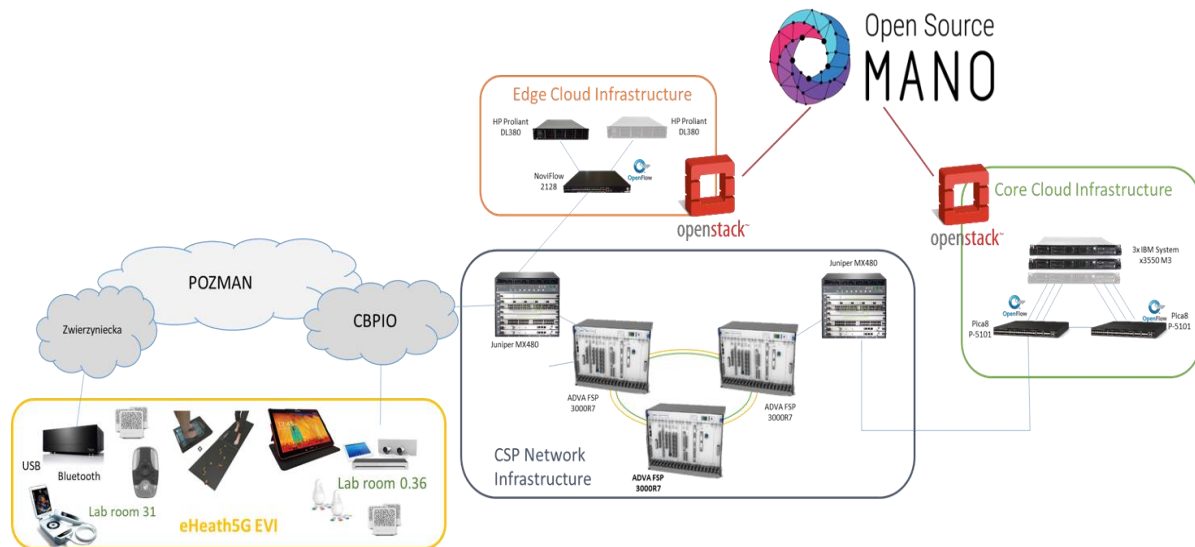 Open Source
MANO
Edge Cloud Infrastructure
HP Proliant
DL380
HP Proliant
DL380
NoviFlow
2128
OpenFlow
openstack™
Core Cloud Infrastructure
openstack™
3x IBM System
x3550 M3
OpenFlow
OpenFlow
Pica8
P-5101
Pica8
P-5101
POZMAN
Zwierzyniecka
CBPIO
Juniper MX480
Juniper MX480
ADVA FSP
3000R7
ADVA FSP
3000R7
ADVA FSP
3000R7
CSP Network
Infrastructure
USB
Bluetooth
Lab room 31
Lab room 0.36
eHeath5G EVI